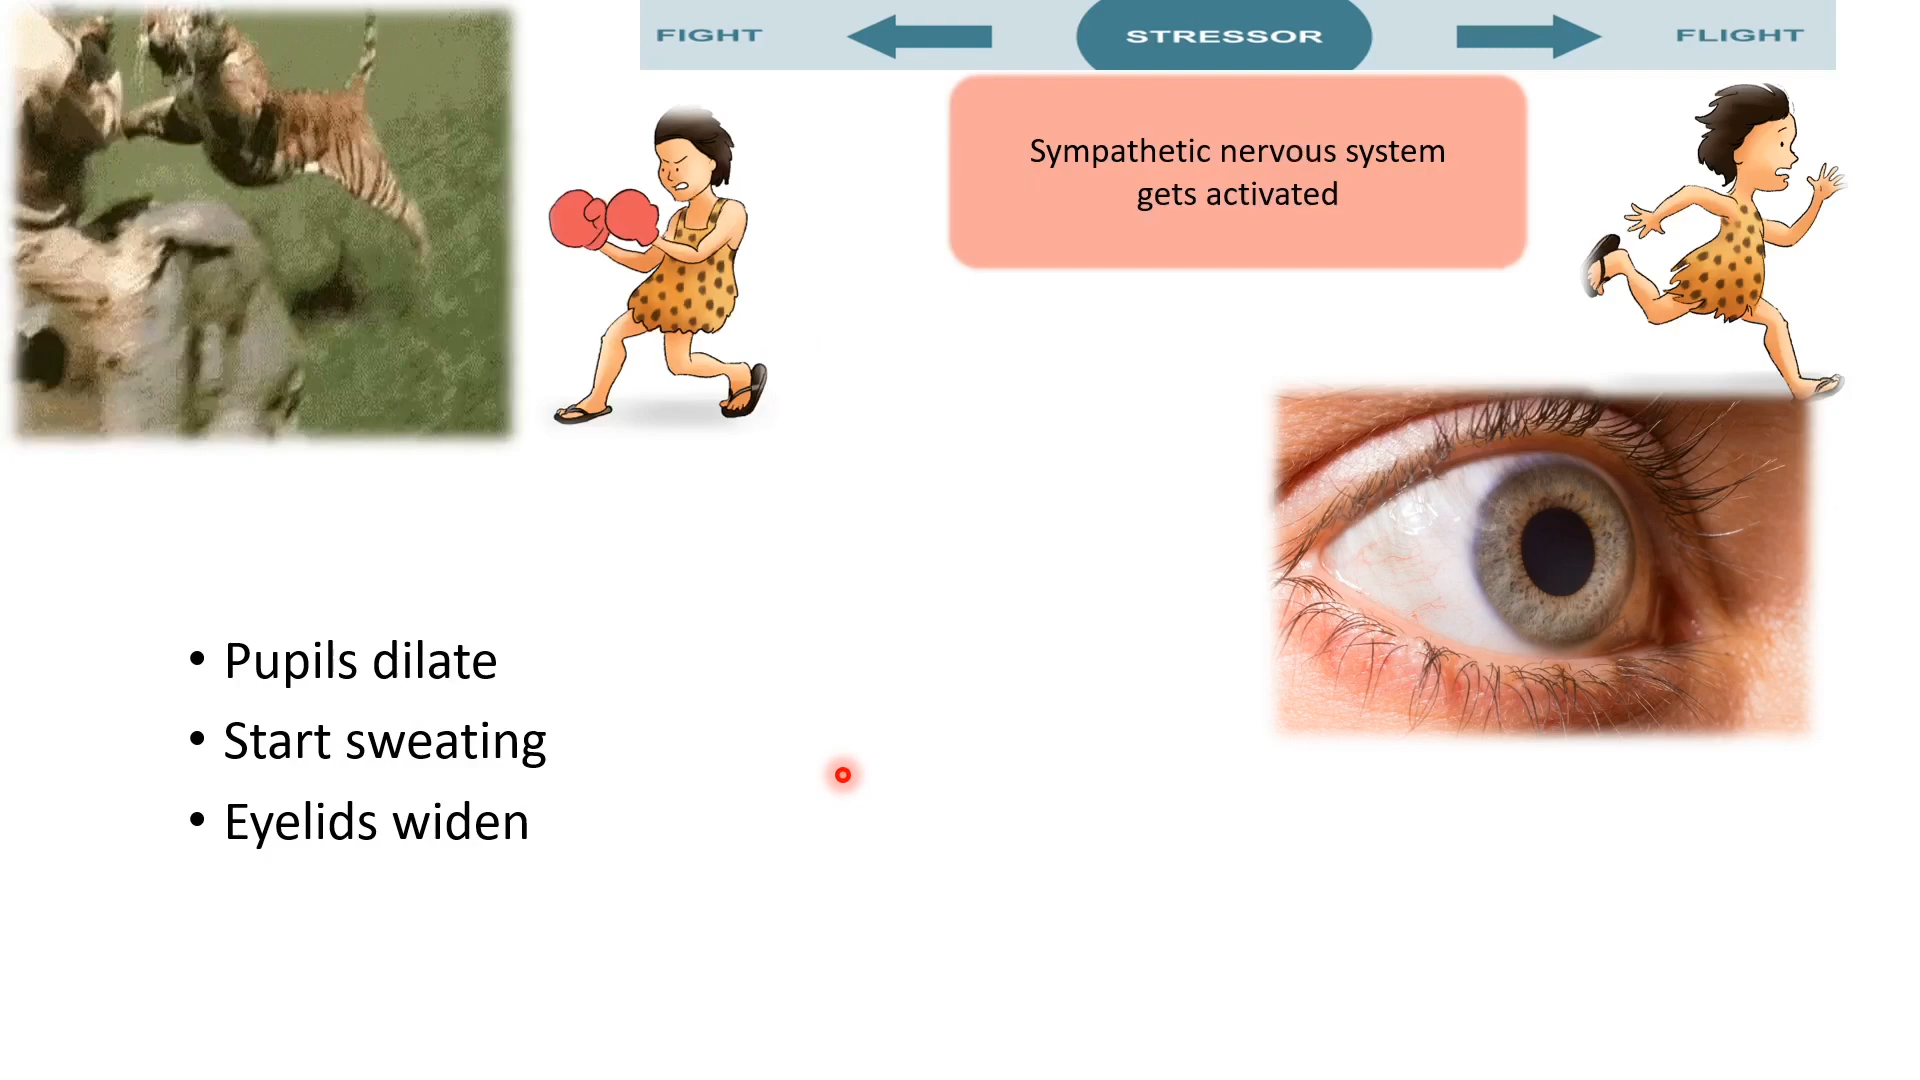 FIGHT
STRESSOR
FLIGHT
Sympathetic nervous system
gets activated
• Pupils dilate
• Start sweating
• Eyelids widen